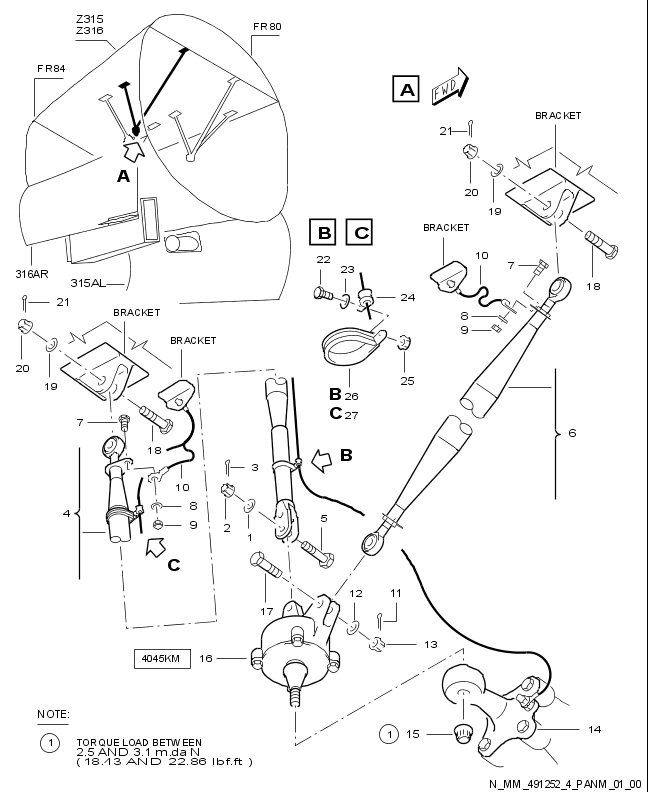 Z315
Z316
FR80
FR84
A
316AR
315AL
A
FWD
BRACKET
21
20
19
18
BRACKET
10
7
8
9
6
B
C
22
23
24
25
B 26
C 27
21
20
19
BRACKET
BRACKET
7
18
10
8
9
4
C
3
2
1
B
5
17
12
11
13
4045KM
16
14
1
15
NOTE:
1
TORQUE LOAD BETWEEN
2.5 AND 3.1 m.da N
( 18.43 AND 22.86 lbf.ft )
N_MM_491252_4_PANM_01_00